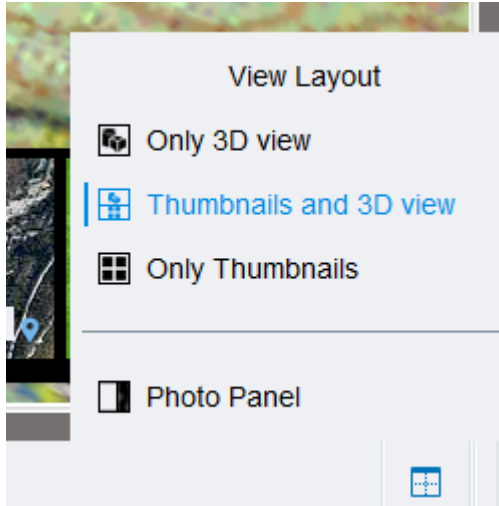 View Layout
Only 3D view
Thumbnails and 3D view
Only Thumbnails
Photo Panel